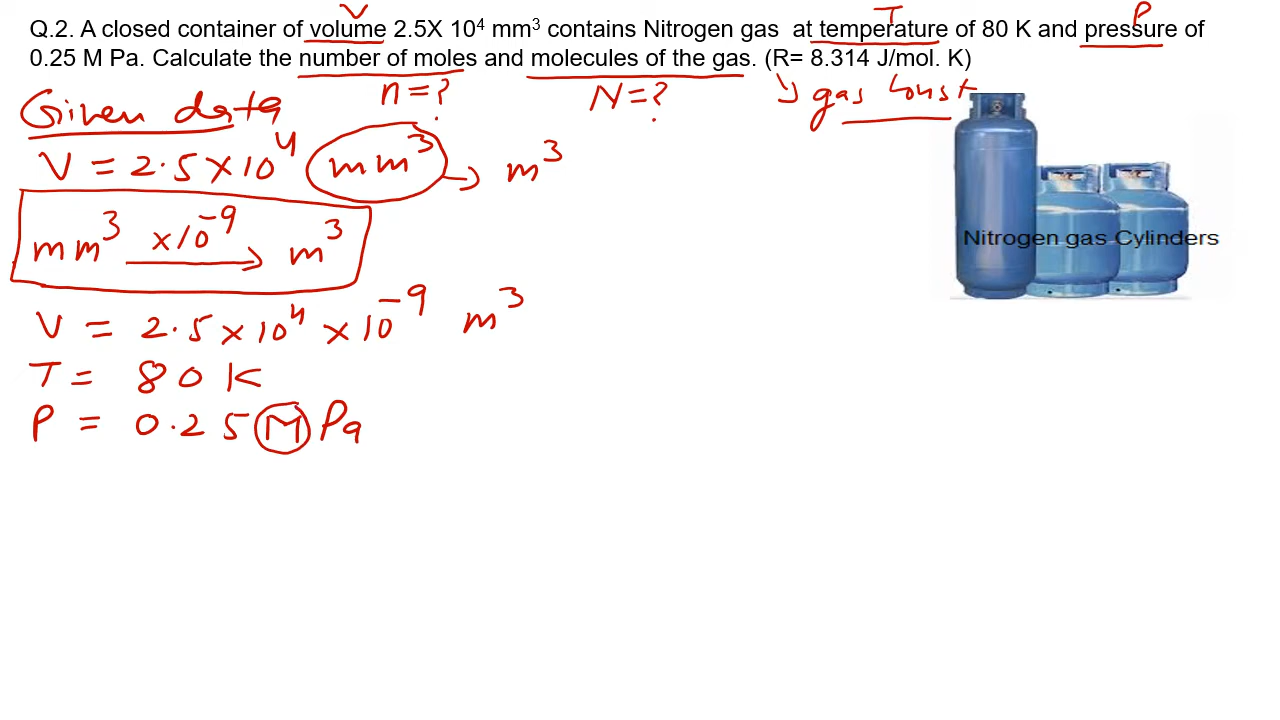 V T P
Q.2. A closed container of volume 2.5X 10⁴ mm³ contains Nitrogen gas at temperature of 80 K and pressure of
0.25 M Pa. Calculate the number of moles and molecules of the gas. (R= 8.314 J/mol. K)
n=? N=? ↳ gas const
Given data
V = 2.5 × 10⁴ mm³ → m³
mm³ ×10⁻⁹ → m³
Nitrogen gas Cylinders
V = 2.5 × 10⁴ × 10⁻⁹ m³
T = 80 K
P = 0.25 M Pa